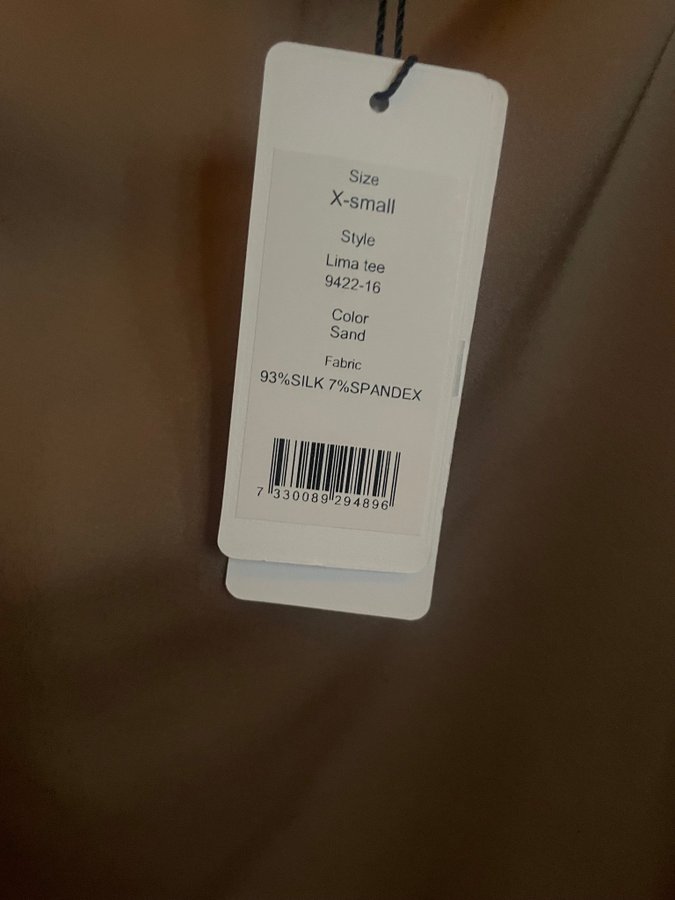 Size
X-small
Style
Lima tee
9422-16
Color
Sand
Fabric
93%SILK 7%SPANDEX
7 330089 294896